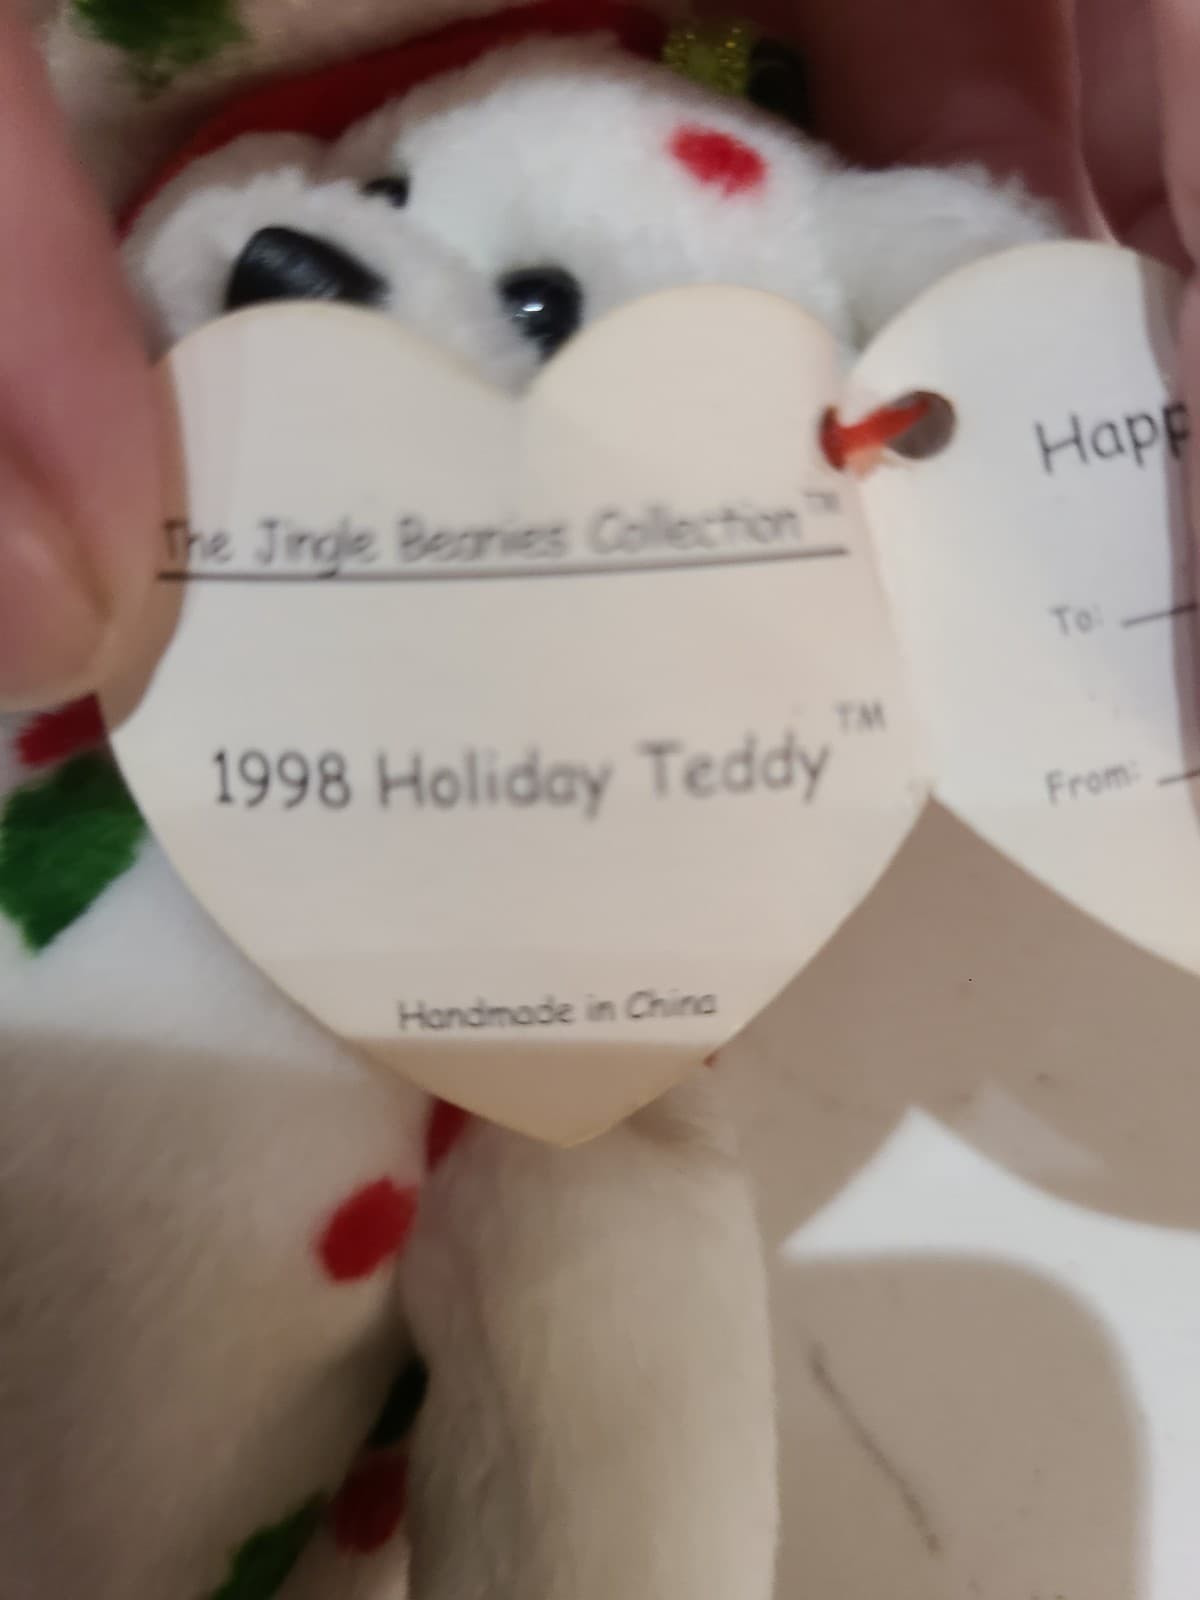 The Jingle Beanies Collection™
1998 Holiday Teddy™
Handmade in China
Happ
To:
From: